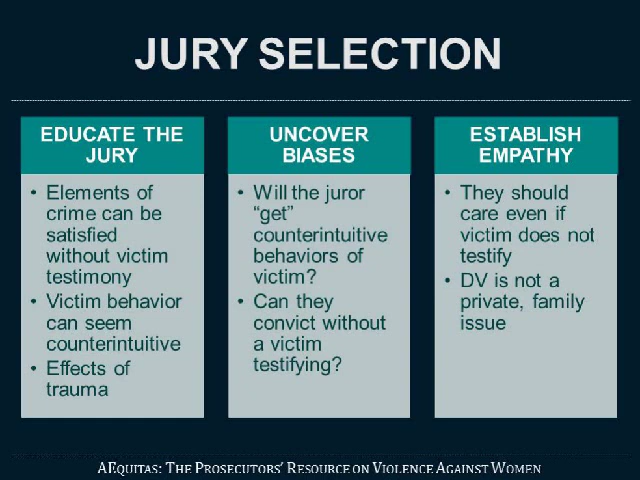 JURY SELECTION
EDUCATE THE
JURY
• Elements of
crime can be
satisfied
without victim
testimony
• Victim behavior
can seem
counterintuitive
• Effects of
trauma
UNCOVER
BIASES
• Will the juror
“get”
counterintuitive
behaviors of
victim?
• Can they
convict without
a victim
testifying?
ESTABLISH
EMPATHY
• They should
care even if
victim does not
testify
• DV is not a
private, family
issue
AEQUITAS: THE PROSECUTORS’ RESOURCE ON VIOLENCE AGAINST WOMEN